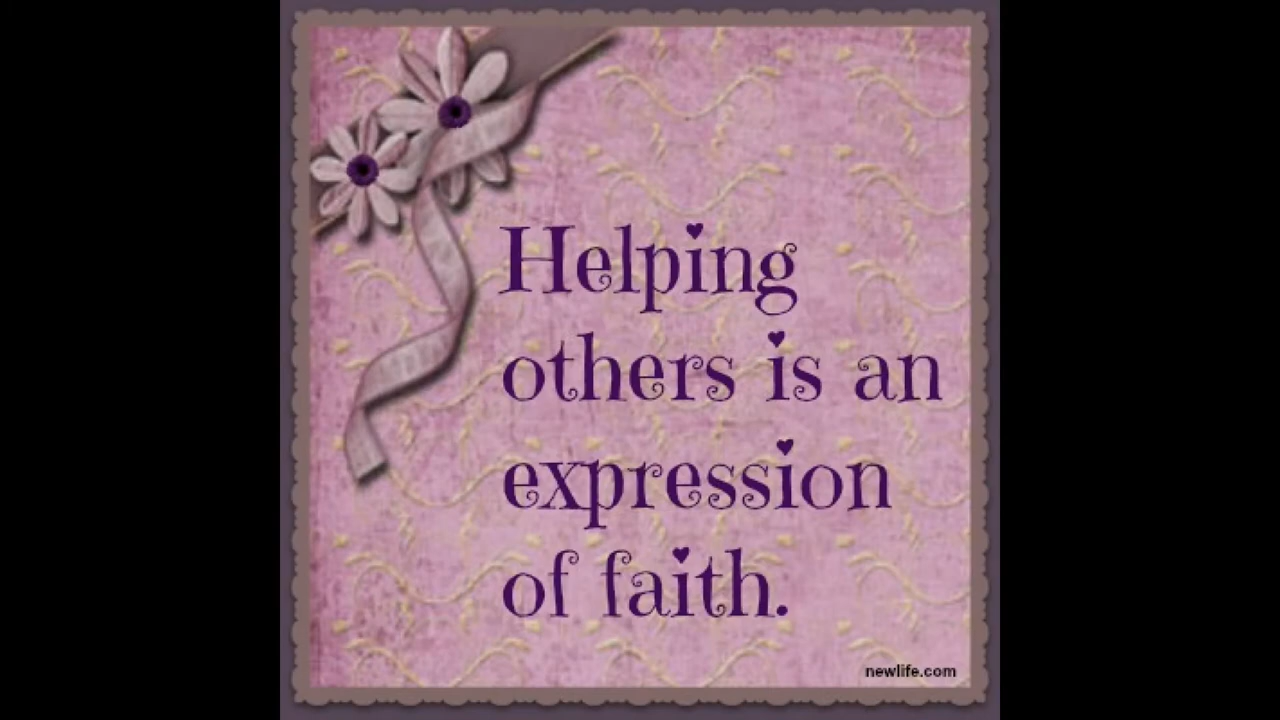 Helping
others is an
expression
of faith.
newlife.com